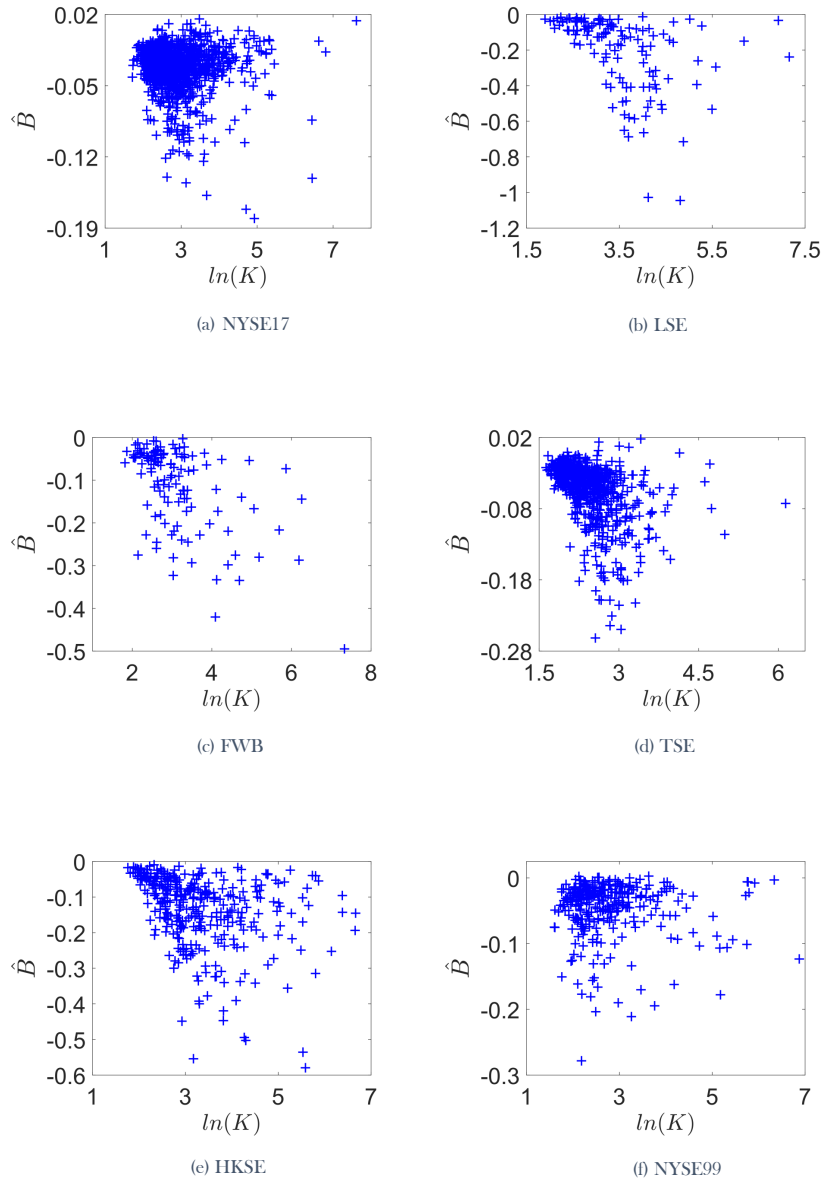 0.02
-0.05
-0.12
-0.19
B̂
1 3 5 7
ln(K)
(a) NYSE17
0
-0.2
-0.4
-0.6
-0.8
-1
-1.2
B̂
1.5 3.5 5.5 7.5
ln(K)
(b) LSE
0
-0.1
-0.2
-0.3
-0.4
-0.5
B̂
2 4 6 8
ln(K)
(c) FWB
0.02
-0.08
-0.18
-0.28
B̂
1.5 3 4.5 6
ln(K)
(d) TSE
0
-0.1
-0.2
-0.3
-0.4
-0.5
-0.6
B̂
1 3 5 7
ln(K)
(e) HKSE
0
-0.1
-0.2
-0.3
B̂
1 3 5 7
ln(K)
(f) NYSE99